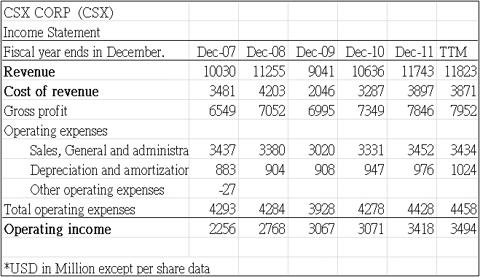 CSX CORP (CSX)
Income Statement
Fiscal year ends in December. Dec-07 Dec-08 Dec-09 Dec-10 Dec-11 TTM
Revenue 10030 11255 9041 10636 11743 11823
Cost of revenue 3481 4203 2046 3287 3897 3871
Gross profit 6549 7052 6995 7349 7846 7952
Operating expenses
Sales, General and administra 3437 3380 3020 3331 3452 3434
Depreciation and amortization 883 904 908 947 976 1024
Other operating expenses -27
Total operating expenses 4293 4284 3928 4278 4428 4458
Operating income 2256 2768 3067 3071 3418 3494
*USD in Million except per share data